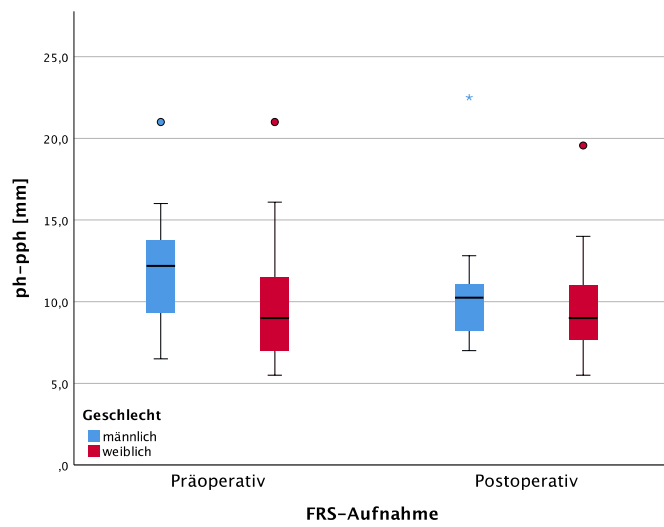 25,0
20,0
15,0
10,0
5,0
,0
ph-pph [mm]
Geschlecht
männlich
weiblich
Präoperativ
Postoperativ
FRS-Aufnahme